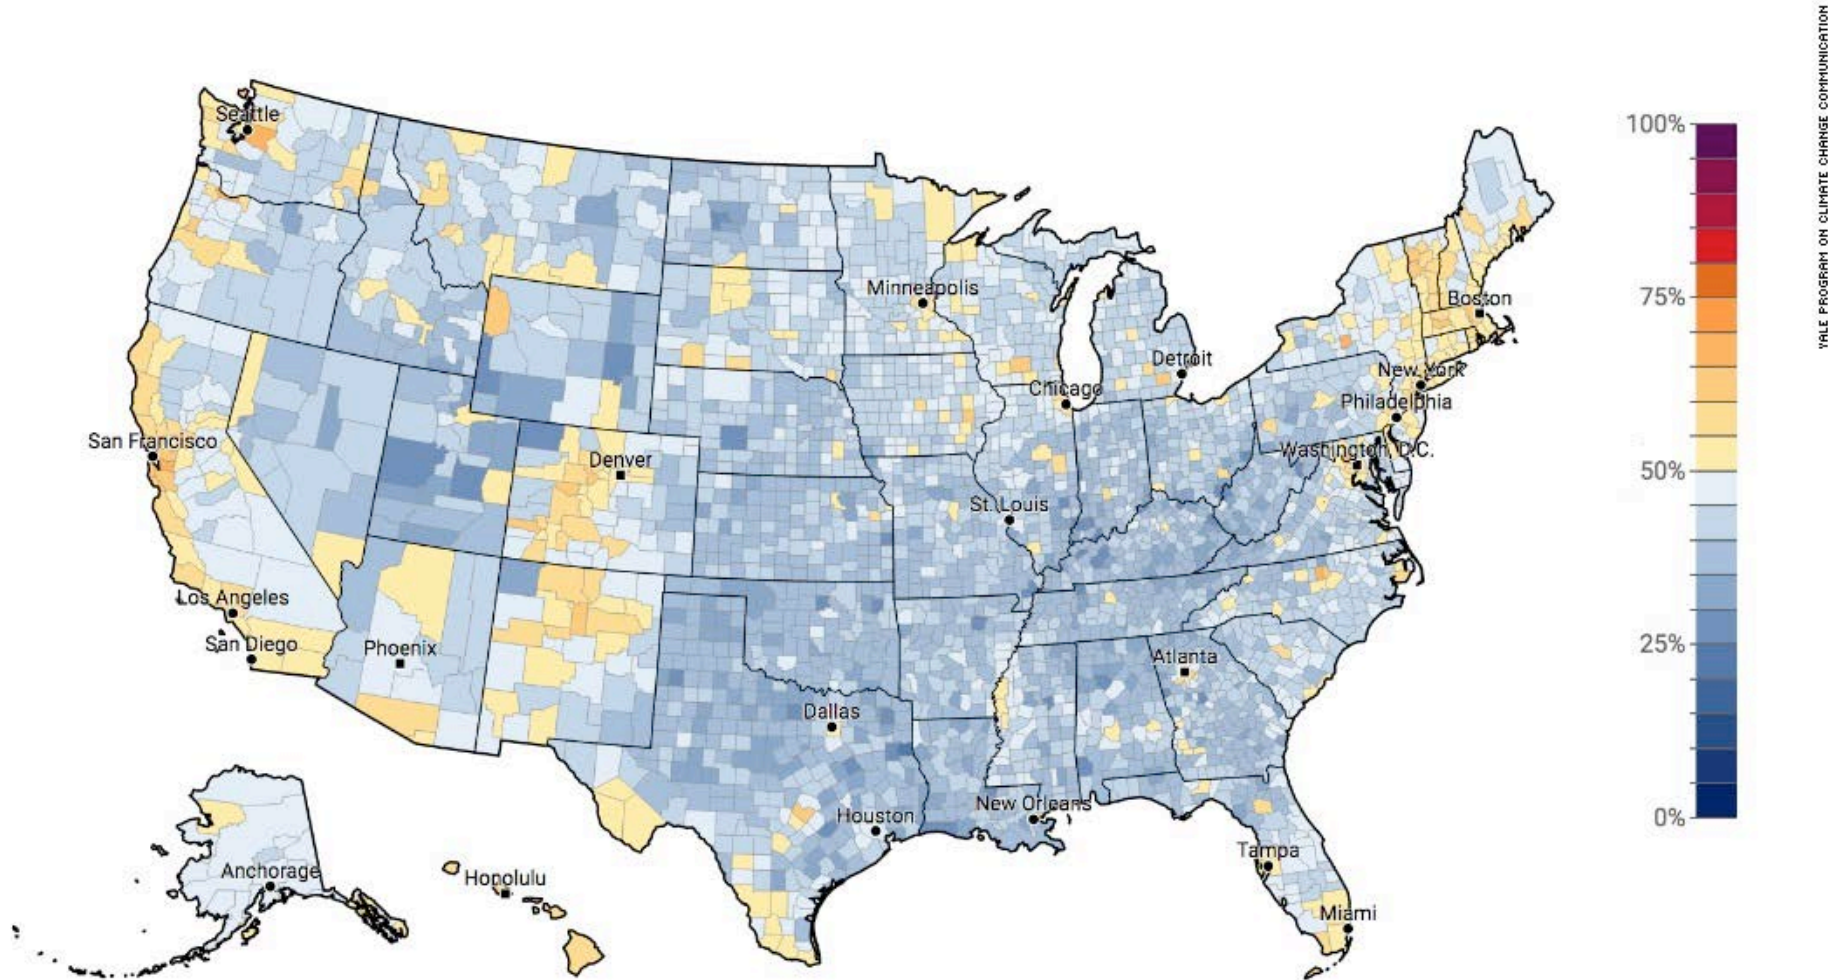 YALE PROGRAM ON CLIMATE CHANGE COMMUNICATION
Seattle
Minneapolis
Boston
Detroit
New York
Chicago
Philadelphia
San Francisco
Denver
Washington, D.C.
St. Louis
Los Angeles
San Diego
Phoenix
Atlanta
Dallas
New Orleans
Houston
Tampa
Anchorage
Honolulu
Miami
100%
75%
50%
25%
0%